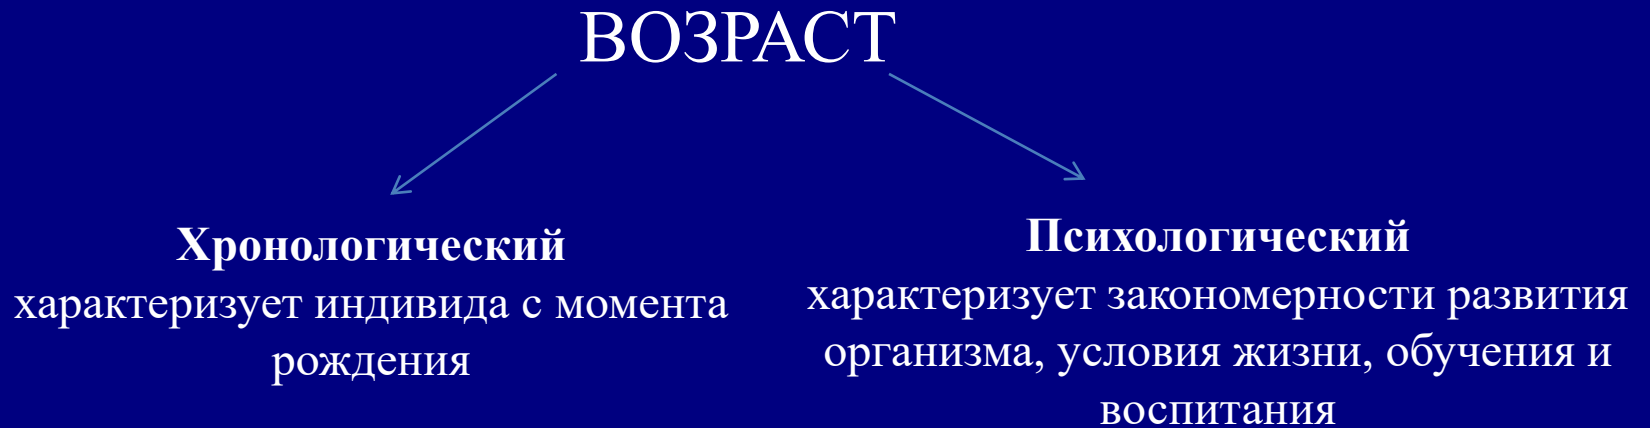 ВОЗРАСТ
Хронологический
характеризует индивида с момента
рождения
Психологический
характеризует закономерности развития
организма, условия жизни, обучения и
воспитания